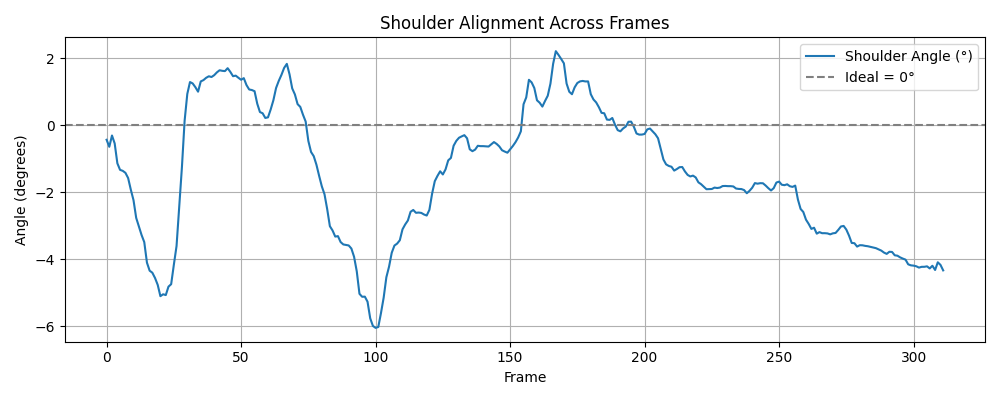 Shoulder Alignment Across Frames
Shoulder Angle (°)
Ideal = 0°
Angle (degrees)
2
0
−2
−4
−6
0 50 100 150 200 250 300
Frame